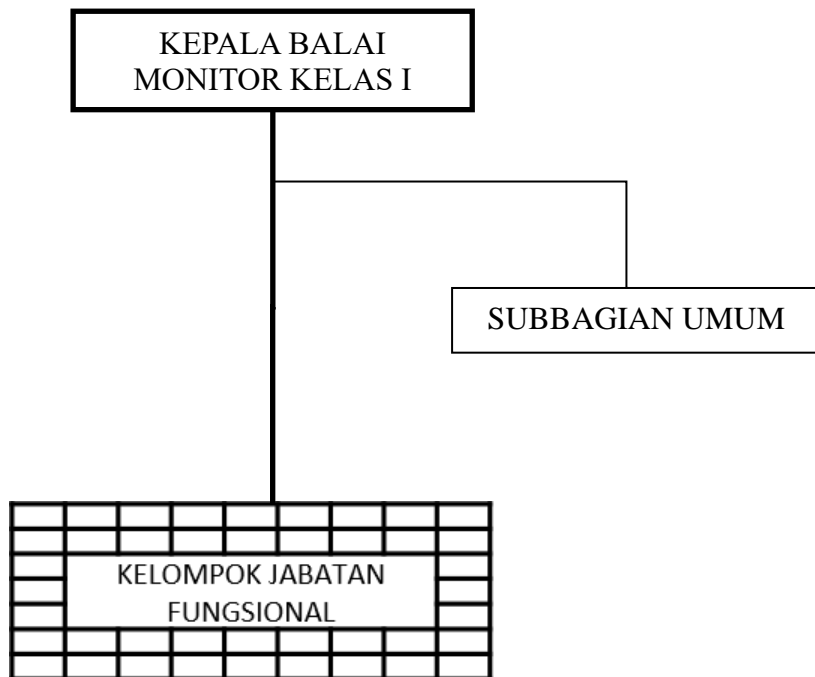 KEPALA BALAI
MONITOR KELAS I
SUBBAGIAN UMUM
KELOMPOK JABATAN
FUNGSIONAL